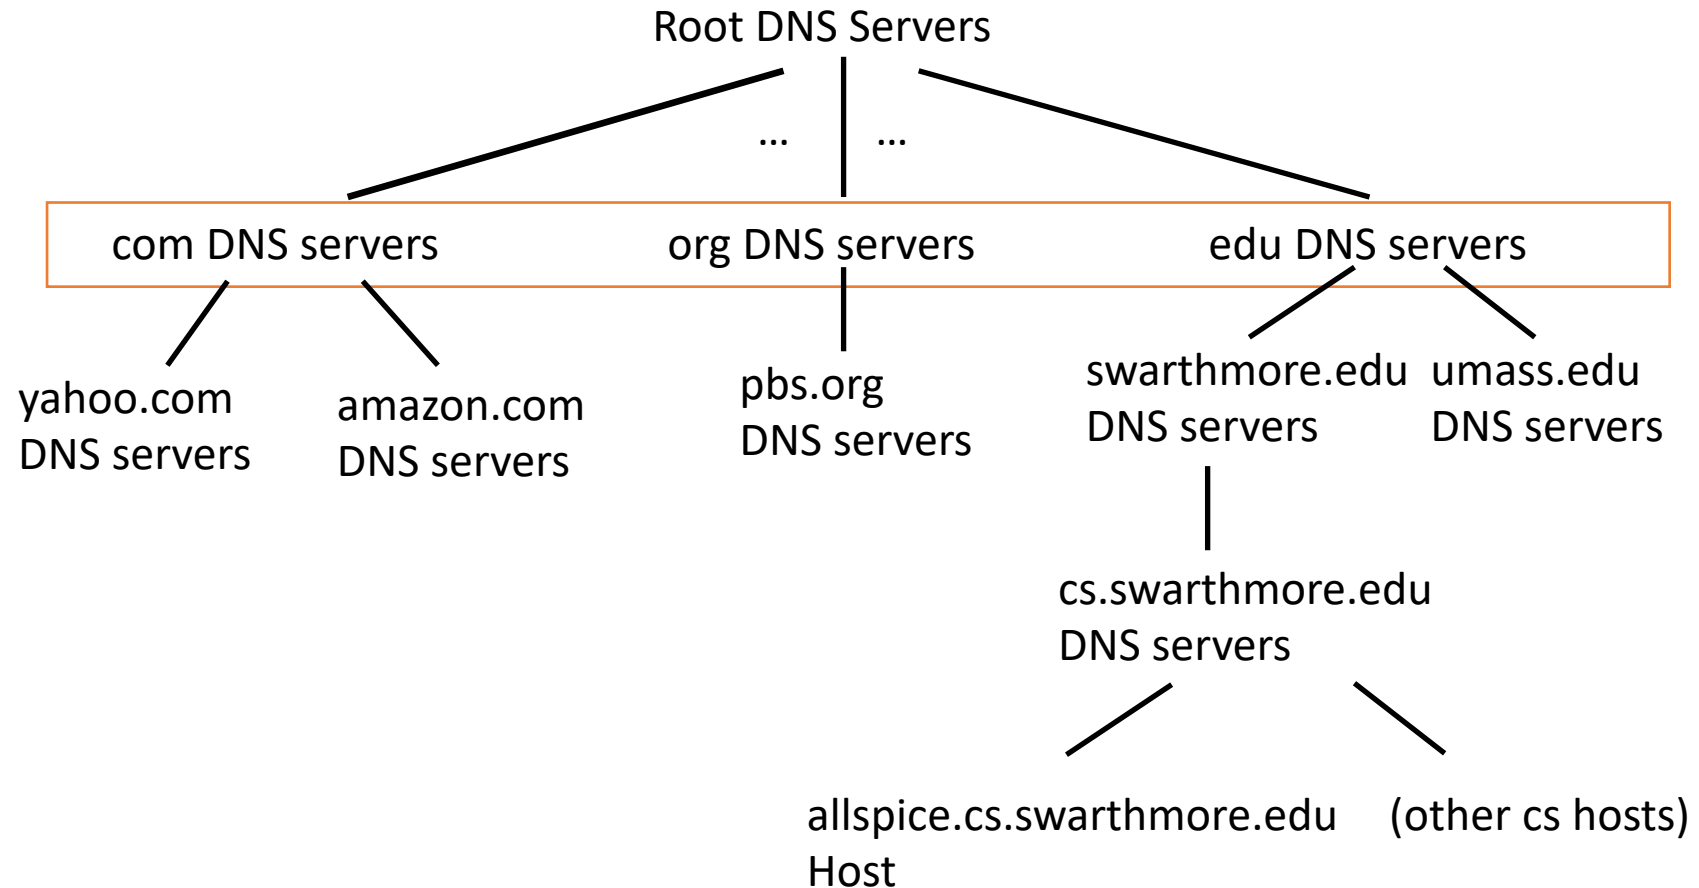 Root DNS Servers
... ...
com DNS servers
org DNS servers
edu DNS servers
yahoo.com
DNS servers
amazon.com
DNS servers
pbs.org
DNS servers
swarthmore.edu
DNS servers
umass.edu
DNS servers
cs.swarthmore.edu
DNS servers
allspice.cs.swarthmore.edu
Host
(other cs hosts)